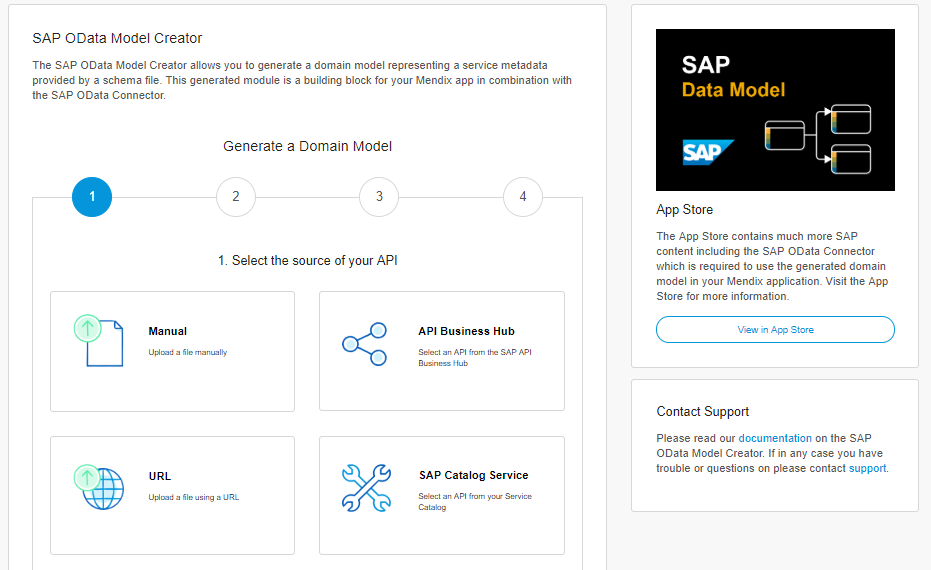 SAP OData Model Creator
The SAP OData Model Creator allows you to generate a domain model representing a service metadata
provided by a schema file. This generated module is a building block for your Mendix app in combination with
the SAP OData Connector.
Generate a Domain Model
1
2
3
4
1. Select the source of your API
Manual
Upload a file manually
API Business Hub
Select an API from the SAP API
Business Hub
URL
Upload a file using a URL
SAP Catalog Service
Select an API from your Service
Catalog
SAP
Data Model
SAP
App Store
The App Store contains much more SAP
content including the SAP OData Connector
which is required to use the generated domain
model in your Mendix application. Visit the App
Store for more information.
View in App Store
Contact Support
Please read our documentation on the SAP
OData Model Creator. If in any case you have
trouble or questions on please contact support.